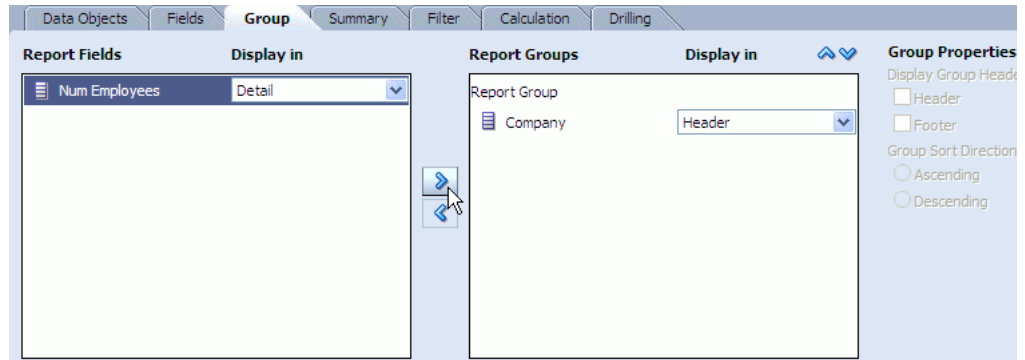 Data Objects Fields Group Summary Filter Calculation Drilling
Report Fields Display in Report Groups Display in Group Properties
Num Employees Detail Report Group Display Group Heade
Company Header Header
Footer
Group Sort Direction
Ascending
Descending